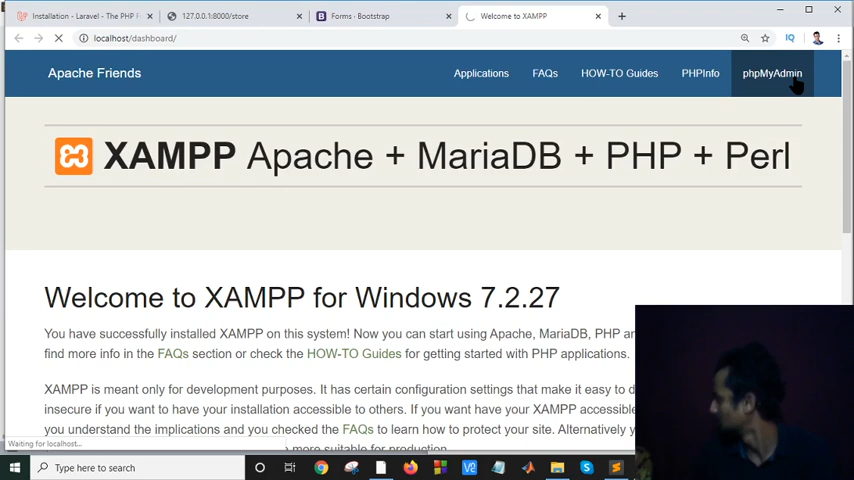 Installation - Laravel - The PHP
127.0.0.1:8000/store
Forms · Bootstrap
Welcome to XAMPP
localhost/dashboard/
IQ
Apache Friends
Applications
FAQs
HOW-TO Guides
PHPInfo
phpMyAdmin
XAMPP Apache + MariaDB + PHP + Perl
Welcome to XAMPP for Windows 7.2.27
You have successfully installed XAMPP on this system! Now you can start using Apache, MariaDB, PHP
find more info in the FAQs section or check the HOW-TO Guides for getting started with PHP applications.
XAMPP is meant only for development purposes. It has certain configuration settings that make it easy to
insecure if you want to have your installation accessible to others. If you want have your XAMPP accessible
you understand the implications and you checked the FAQs to learn how to protect your site. Alternatively
more suitable for production.
Waiting for localhost...
Type here to search